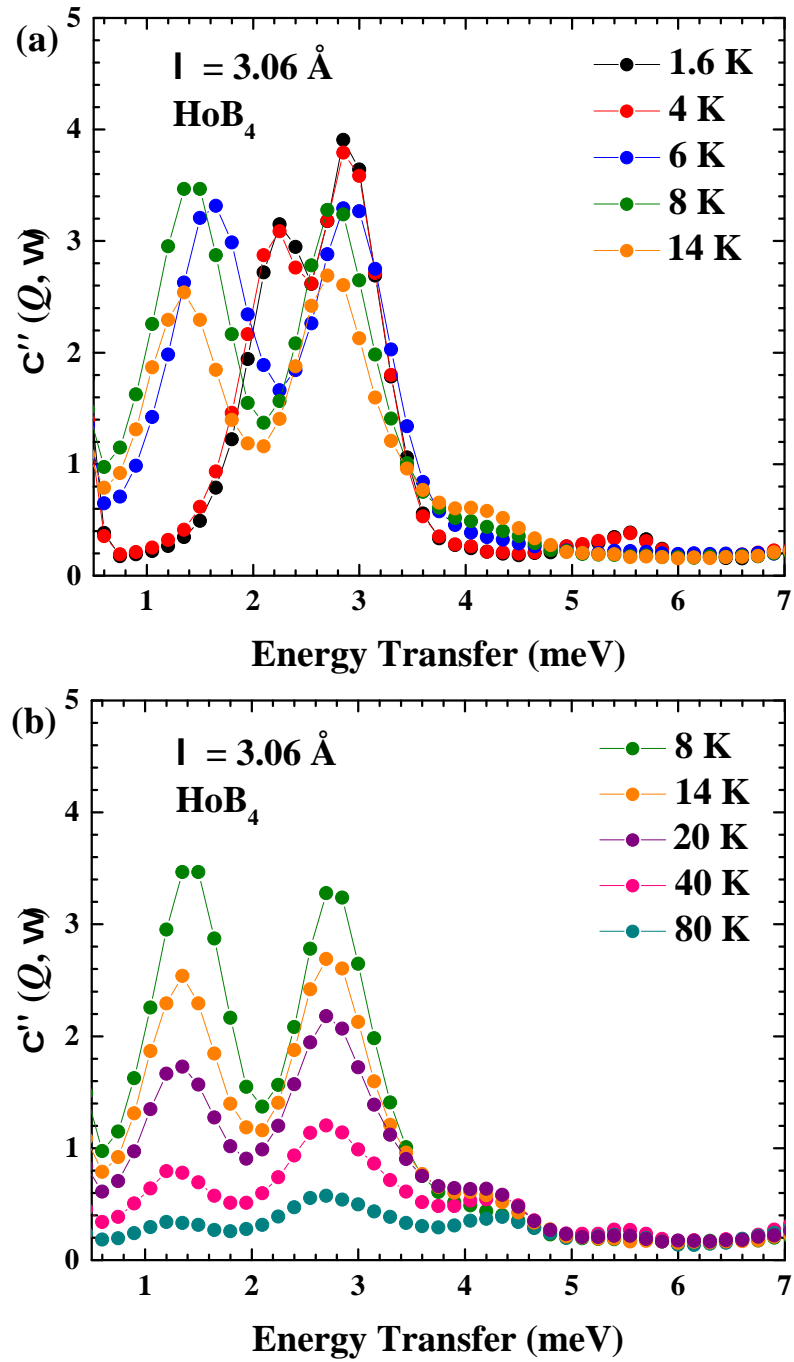 (a)
l = 3.06 Å
HoB4
1.6 K
4 K
6 K
8 K
14 K
c'' (Q, w)
5
4
3
2
1
0
1 2 3 4 5 6 7
Energy Transfer (meV)
(b)
l = 3.06 Å
HoB4
8 K
14 K
20 K
40 K
80 K
c'' (Q, w)
5
4
3
2
1
0
1 2 3 4 5 6 7
Energy Transfer (meV)